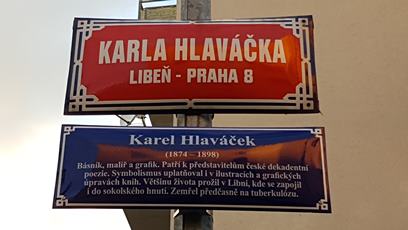 KARLA HLAVÁČKA
LIBEŇ - PRAHA 8
Karel Hlaváček
(1874 – 1898)
Básník, malíř a grafik. Patří k představitelům české dekadentní
poezie. Symbolismus uplatňoval i v ilustracích a grafických
úpravách knih. Většinu života prožil v Libni, kde se zapojil
i do sokolského hnutí. Zemřel předčasně na tuberkulózu.